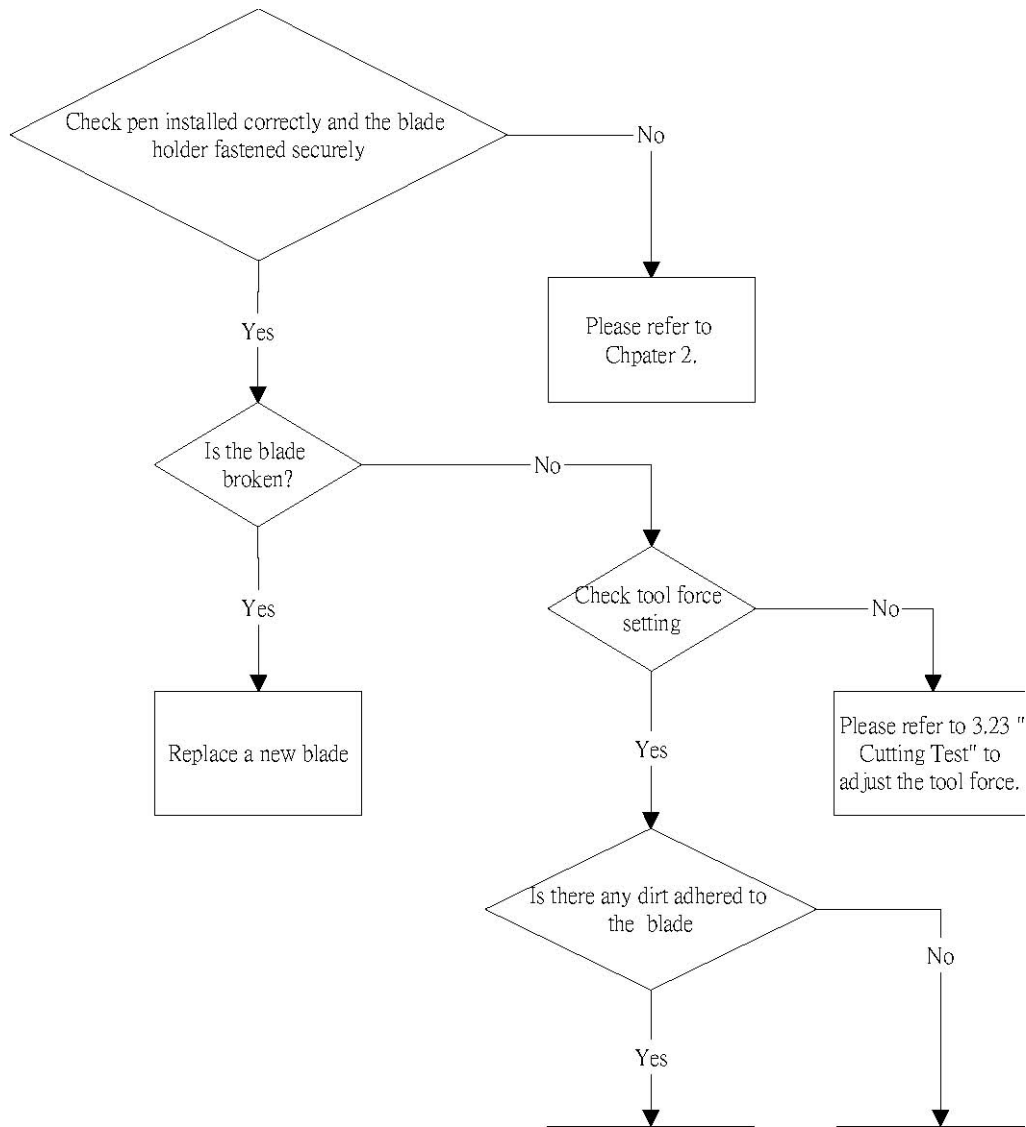 Check pen installed correctly and the blade
holder fastened securely
No
Yes
Please refer to
Chpater 2.
Is the blade
broken?
No
Yes
Check tool force
setting
No
Replace a new blade
Yes
Please refer to 3.23 "
Cutting Test" to
adjust the tool force.
Is there any dirt adhered to
the blade
No
Yes